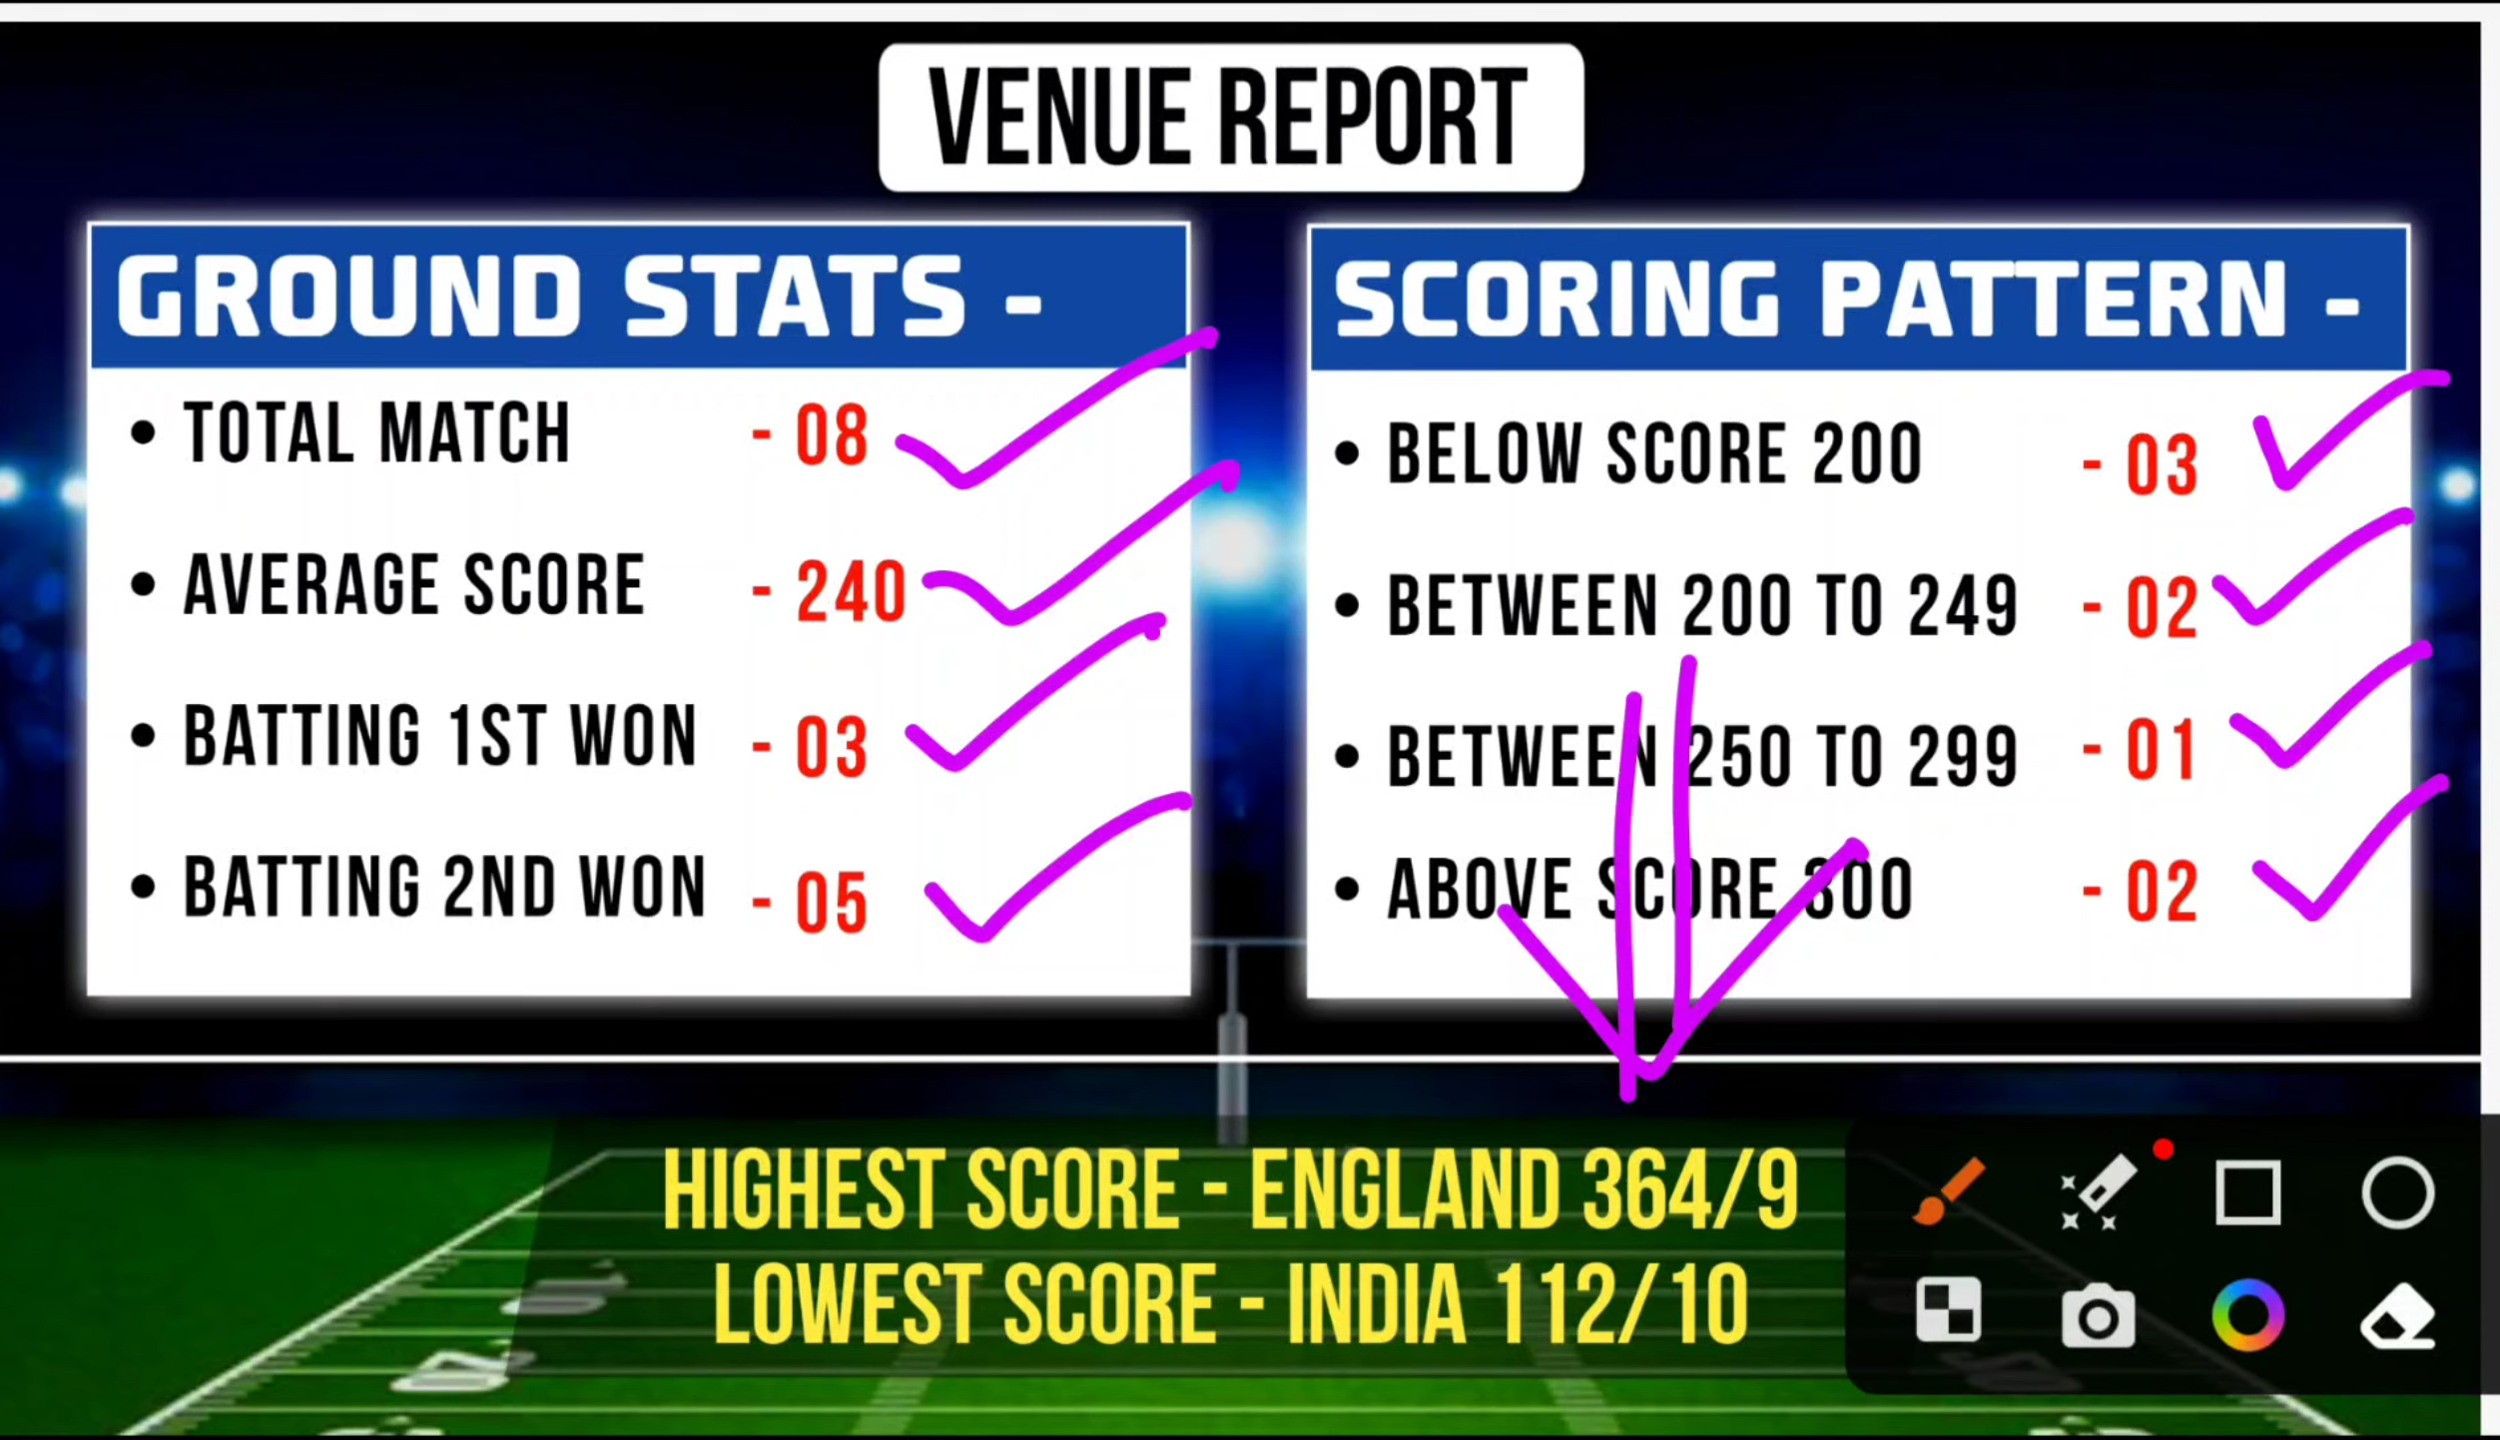 VENUE REPORT
GROUND STATS -
• TOTAL MATCH - 08
• AVERAGE SCORE - 240
• BATTING 1ST WON - 03
• BATTING 2ND WON - 05
SCORING PATTERN -
• BELOW SCORE 200 - 03
• BETWEEN 200 TO 249 - 02
• BETWEEN 250 TO 299 - 01
• ABOVE SCORE 300 - 02
HIGHEST SCORE - ENGLAND 364/9
LOWEST SCORE - INDIA 112/10